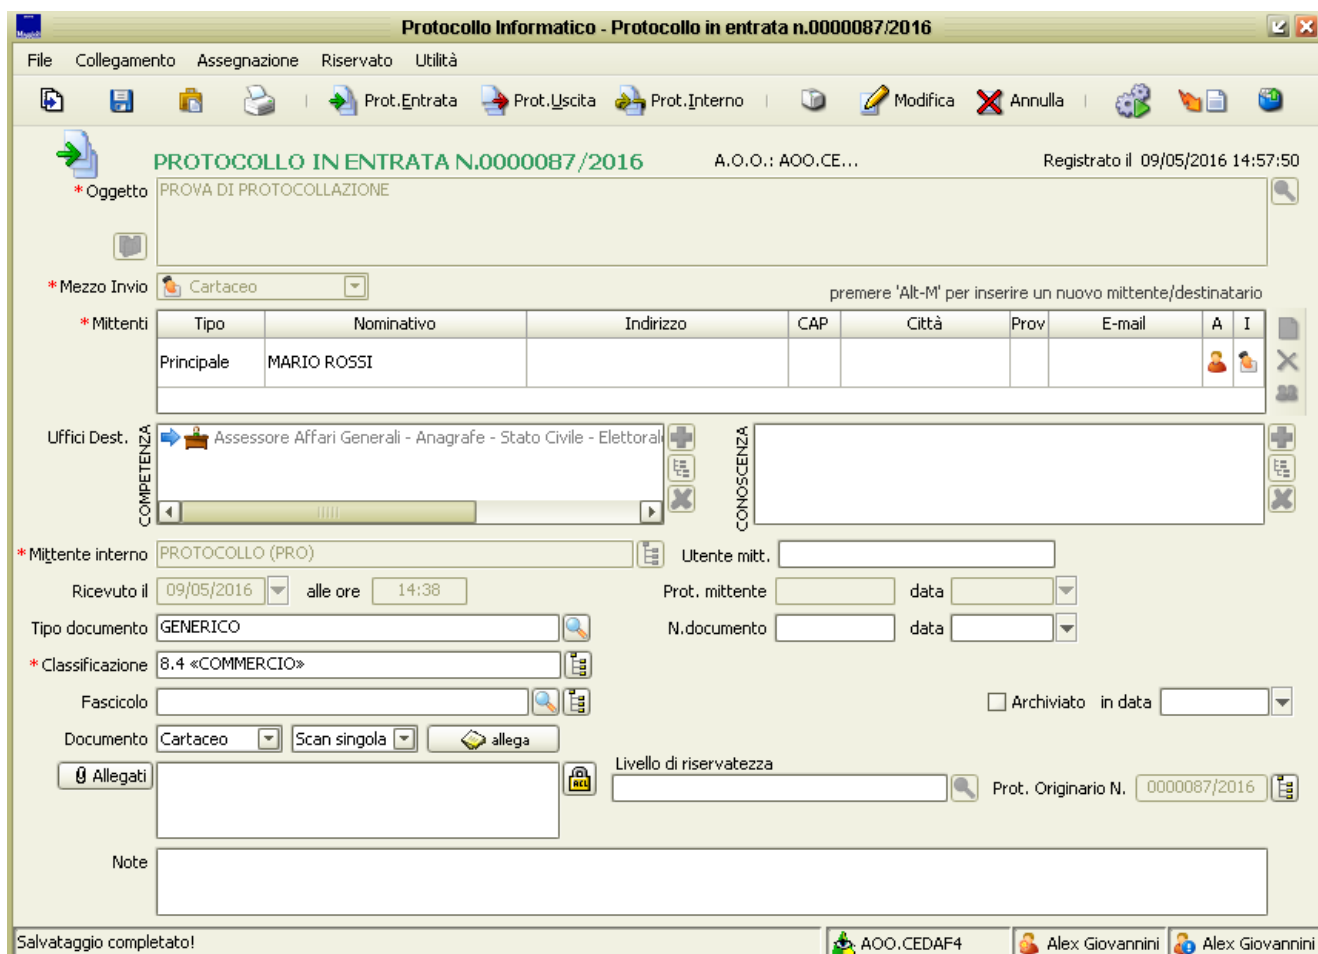 Protocollo Informatico - Protocollo in entrata n.0000087/2016
File Collegamento Assegnazione Riservato Utilità
Prot.Entrata Prot.Uscita Prot.Interno Modifica Annulla
PROTOCOLLO IN ENTRATA N.0000087/2016 A.O.O.: AOO.CE... Registrato il 09/05/2016 14:57:50
* Oggetto PROVA DI PROTOCOLLAZIONE
* Mezzo Invio Cartaceo
premere 'Alt-M' per inserire un nuovo mittente/destinatario
* Mittenti Tipo Nominativo Indirizzo CAP Città Prov E-mail A I
Principale MARIO ROSSI
Uffici Dest. COMPETENZA Assessore Affari Generali - Anagrafe - Stato Civile - Elettorale CONOSCENZA
* Mittente interno PROTOCOLLO (PRO) Utente mitt.
Ricevuto il 09/05/2016 alle ore 14:38 Prot. mittente data
Tipo documento GENERICO N.documento data
* Classificazione 8.4 «COMMERCIO»
Fascicolo Archiviato in data
Documento Cartaceo Scan singola allega
Allegati ACL Livello di riservatezza
Prot. Originario N. 0000087/2016
Note
Salvataggio completato! AOO.CEDAF4 Alex Giovannini Alex Giovannini